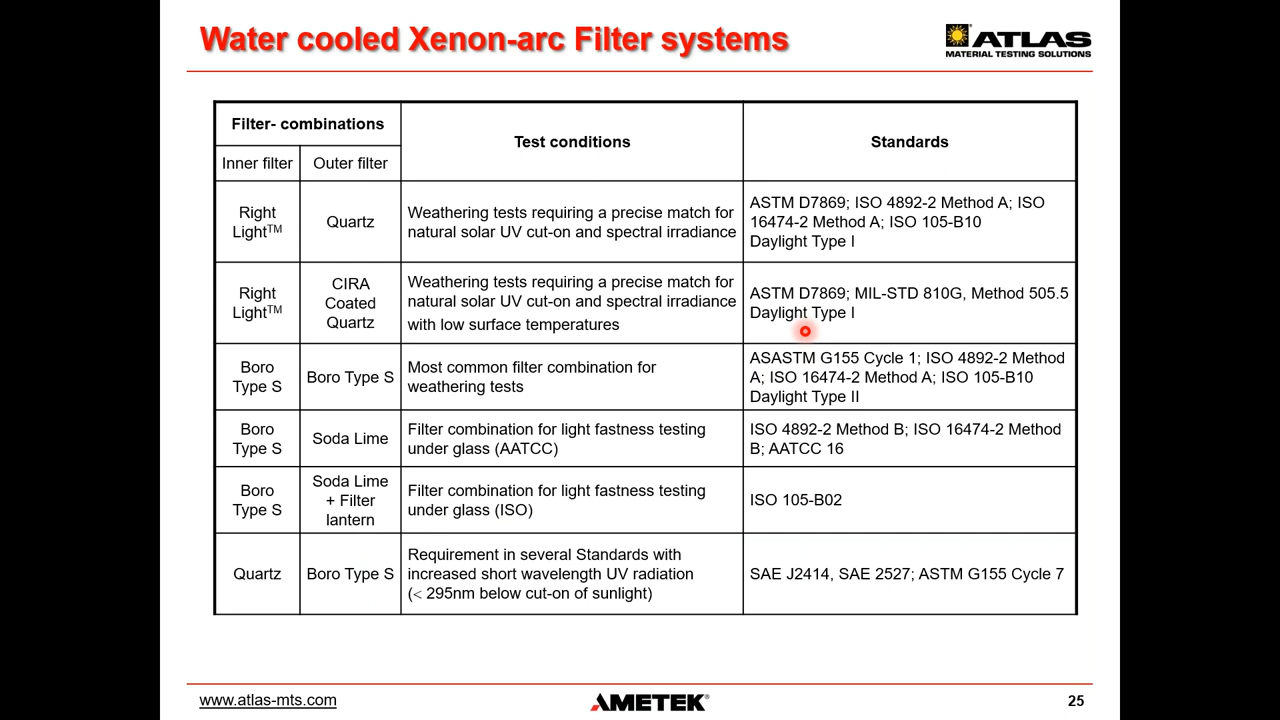 Water cooled Xenon-arc Filter systems
ATLAS
MATERIAL TESTING SOLUTIONS
Filter- combinations
Test conditions
Standards
Inner filter
Outer filter
Right
Light™
Quartz
Weathering tests requiring a precise match for
natural solar UV cut-on and spectral irradiance
ASTM D7869; ISO 4892-2 Method A; ISO
16474-2 Method A; ISO 105-B10
Daylight Type I
Right
Light™
CIRA
Coated
Quartz
Weathering tests requiring a precise match for
natural solar UV cut-on and spectral irradiance
with low surface temperatures
ASTM D7869; MIL-STD 810G, Method 505.5
Daylight Type I
Boro
Type S
Boro Type S
Most common filter combination for
weathering tests
ASASTM G155 Cycle 1; ISO 4892-2 Method
A; ISO 16474-2 Method A; ISO 105-B10
Daylight Type II
Boro
Type S
Soda Lime
Filter combination for light fastness testing
under glass (AATCC)
ISO 4892-2 Method B; ISO 16474-2 Method
B; AATCC 16
Boro
Type S
Soda Lime
+ Filter
lantern
Filter combination for light fastness testing
under glass (ISO)
ISO 105-B02
Quartz
Boro Type S
Requirement in several Standards with
increased short wavelength UV radiation
(< 295nm below cut-on of sunlight)
SAE J2414, SAE 2527; ASTM G155 Cycle 7
www.atlas-mts.com
AMETEK®
25